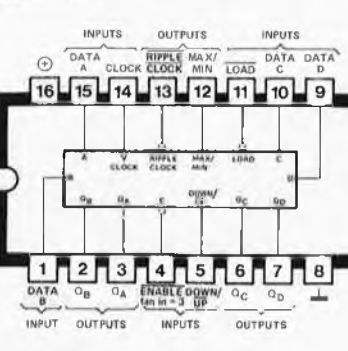 INPUTS OUTPUTS INPUTS
DATA RIPPLE MAX/ DATA DATA
A CLOCK CLOCK MIN LOAD C D
16 15 14 13 12 11 10 9
A RIPPLE MAX/ LOAD C
CLOCK CLOCK MIN
B D
DOWN/
QB QA E QC QD
1 2 3 4 5 6 7 8
DATA QB QA ENABLE DOWN/ QC QD
B fan in = 3 UP
INPUT OUTPUTS INPUTS OUTPUTS